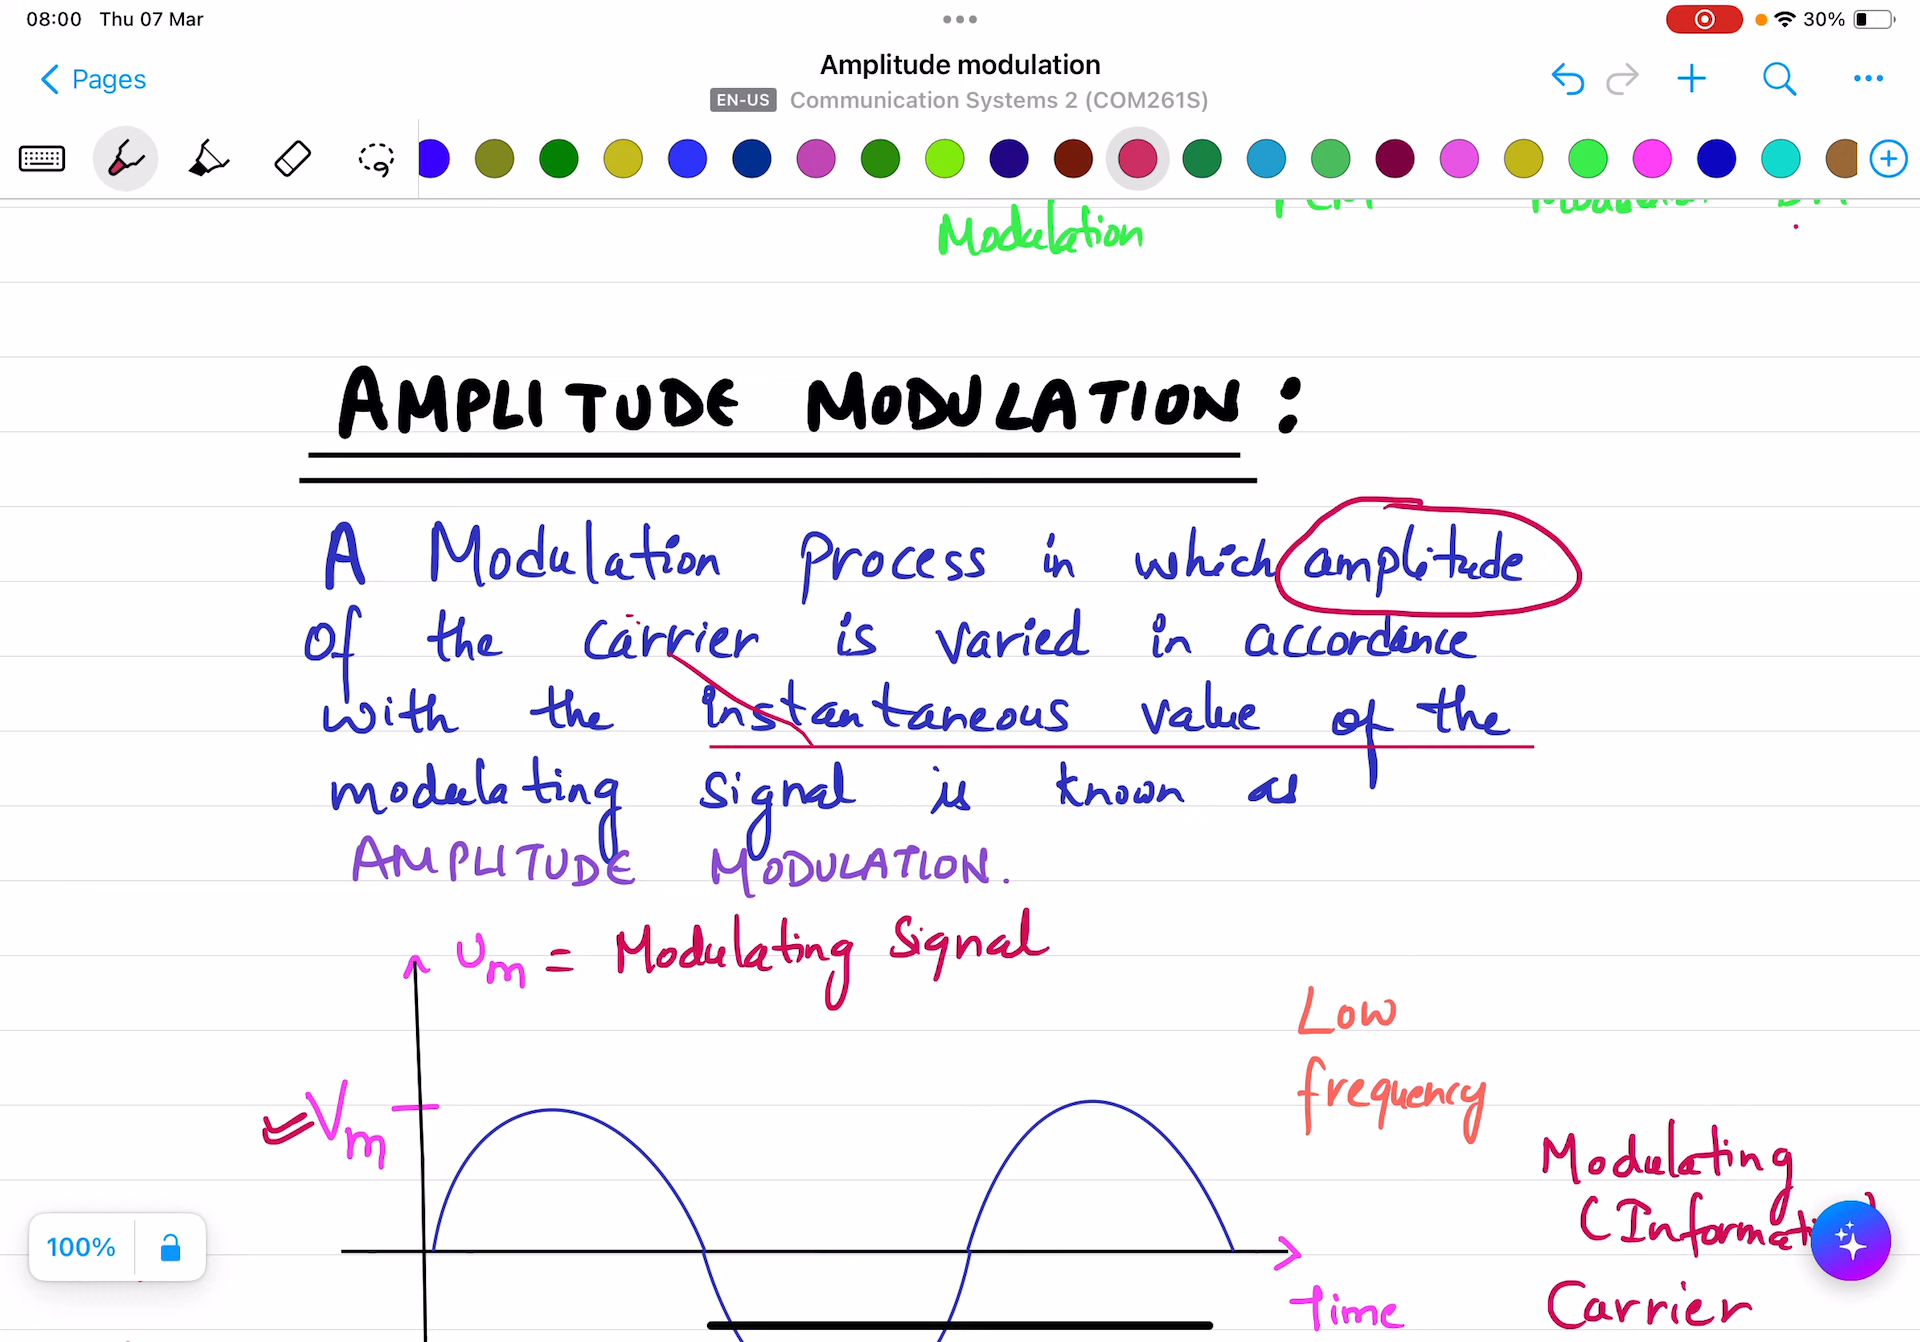 08:00 Thu 07 Mar
30%
Pages
Amplitude modulation
EN-US Communication Systems 2 (COM261S)
Modulation
AMPLITUDE MODULATION :
A Modulation Process in which amplitude
of the carrier is varied in accordance
with the instantaneous value of the
modulating signal is known as
AMPLITUDE MODULATION.
υm = Modulating Signal
Low
frequency
Vm
Modulating
(Informati
100%
Time
Carrier